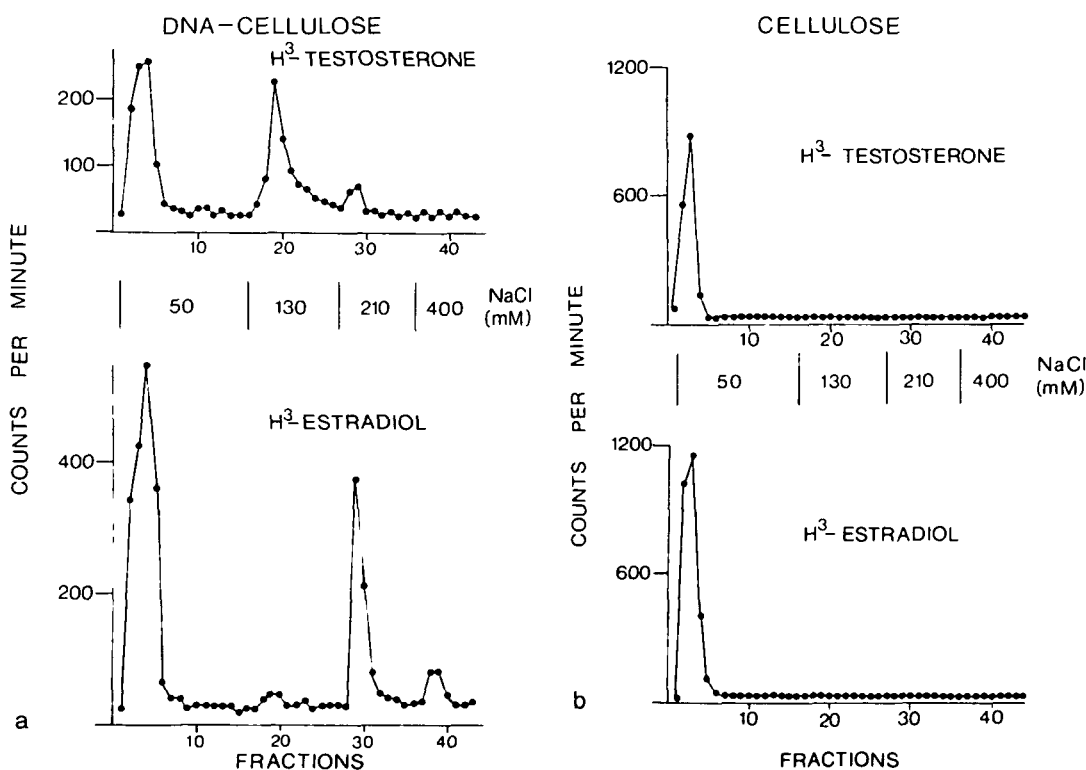 DNA-CELLULOSE
H3-TESTOSTERONE
200
100
10 20 30 40
50 130 210 400 NaCl
(mM)
COUNTS PER MINUTE
H3-ESTRADIOL
400
200
10 20 30 40
a
FRACTIONS
CELLULOSE
1200
H3-TESTOSTERONE
600
10 20 30 40
50 130 210 400 NaCl
(mM)
COUNTS PER MINUTE
1200
H3-ESTRADIOL
600
10 20 30 40
b
FRACTIONS